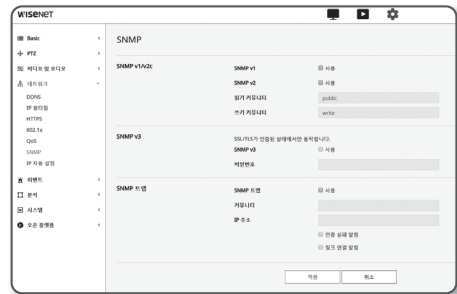 WISENET
Basic
PTZ
비디오 및 오디오
네트워크
DDNS
IP 필터링
HTTPS
802.1x
QoS
SNMP
IP 자동 설정
이벤트
분석
시스템
오픈 플랫폼
SNMP
SNMP v1/v2c
SNMP v1
사용
SNMP v2
사용
읽기 커뮤니티
public
쓰기 커뮤니티
write
SNMP v3
SSL/TLS가 인증된 상태에서만 동작합니다.
SNMP v3
사용
비밀번호
SNMP 트랩
SNMP 트랩
사용
커뮤니티
IP 주소
인증 실패 알림
링크 연결 알림
적용
취소